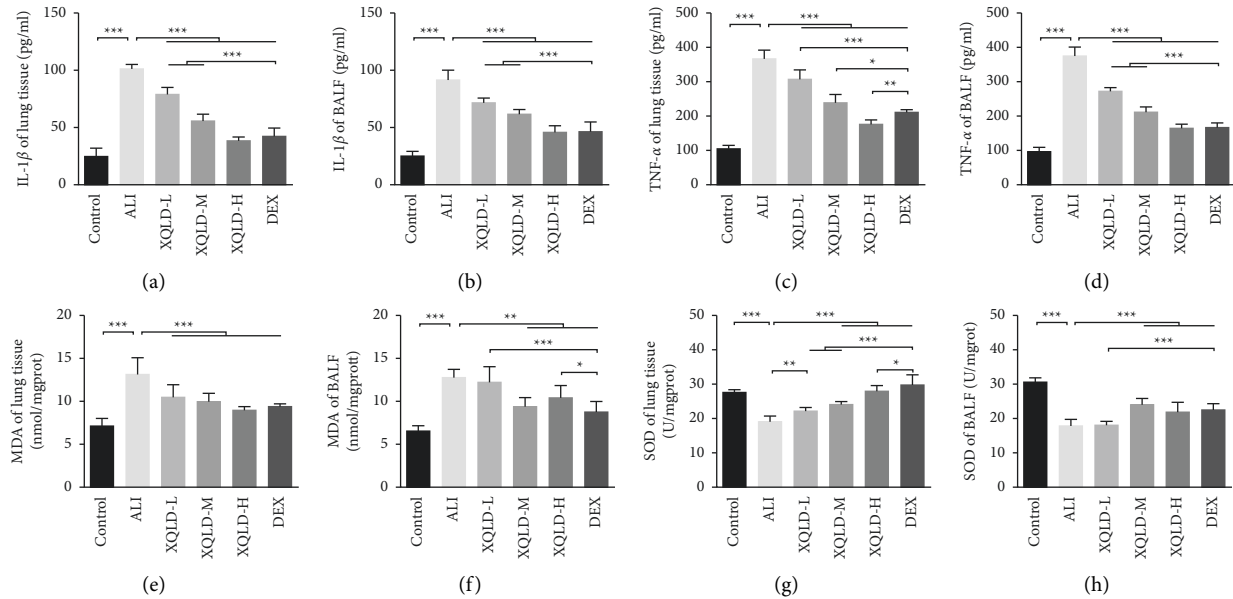 IL-1β of lung tissue (pg/ml)
150
100
50
0
***
***
***
Control
ALI
XQLD-L
XQLD-M
XQLD-H
DEX
(a)
IL-1β of BALF (pg/ml)
150
100
50
0
***
***
***
Control
ALI
XQLD-L
XQLD-M
XQLD-H
DEX
(b)
TNF-α of lung tissue (pg/ml)
500
400
300
200
100
0
***
***
***
*
**
Control
ALI
XQLD-L
XQLD-M
XQLD-H
DEX
(c)
TNF-α of BALF (pg/ml)
500
400
300
200
100
0
***
***
***
Control
ALI
XQLD-L
XQLD-M
XQLD-H
DEX
(d)
MDA of lung tissue
(nmol/mgprot)
20
15
10
5
0
***
***
Control
ALI
XQLD-L
XQLD-M
XQLD-H
DEX
(e)
MDA of BALF
(nmol/mgprott)
20
15
10
5
0
***
**
***
*
Control
ALI
XQLD-L
XQLD-M
XQLD-H
DEX
(f)
SOD of lung tissue
(U/mgprot)
50
40
30
20
10
0
***
***
**
***
*
Control
ALI
XQLD-L
XQLD-M
XQLD-H
DEX
(g)
SOD of BALF (U/mgrot)
50
40
30
20
10
0
***
***
***
Control
ALI
XQLD-L
XQLD-M
XQLD-H
DEX
(h)